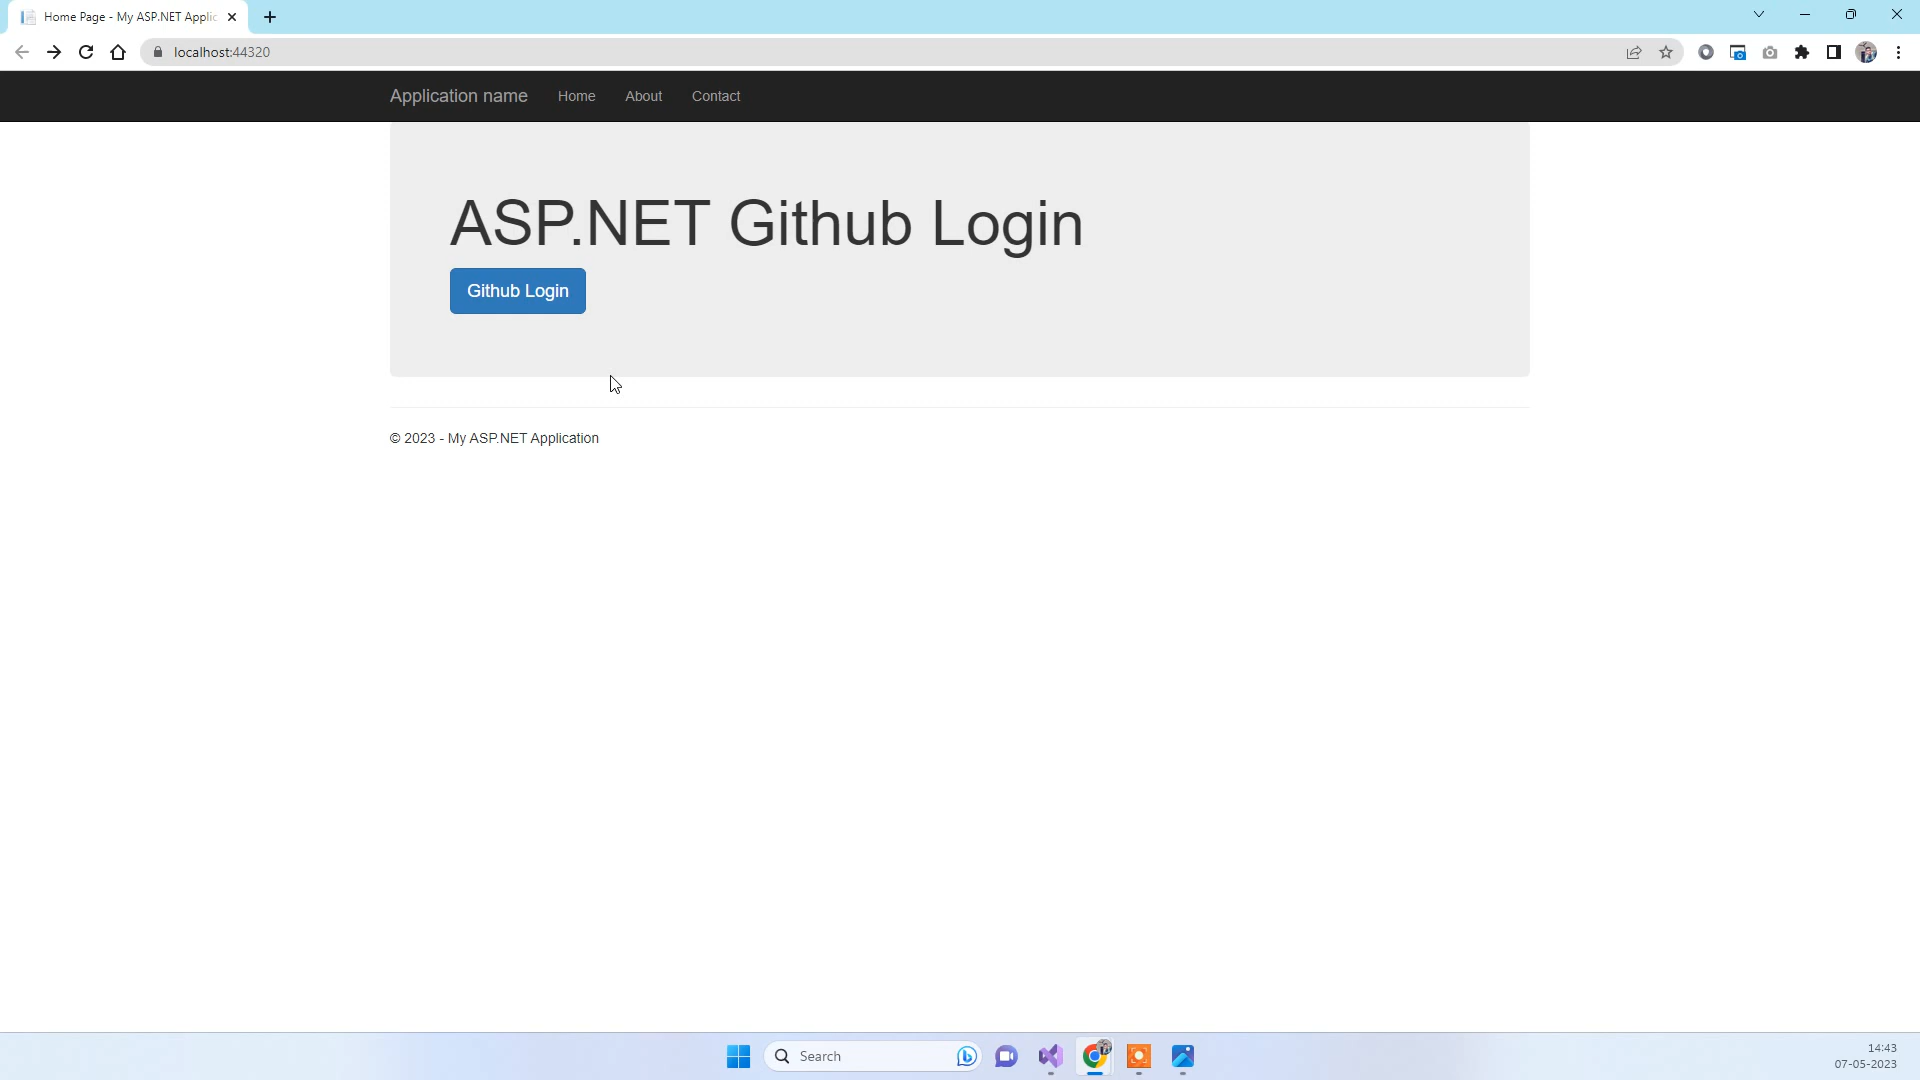 Home Page - My ASP.NET Applic
localhost:44320
Application name Home About Contact
ASP.NET Github Login
Github Login
© 2023 - My ASP.NET Application
Search
14:43
07-05-2023